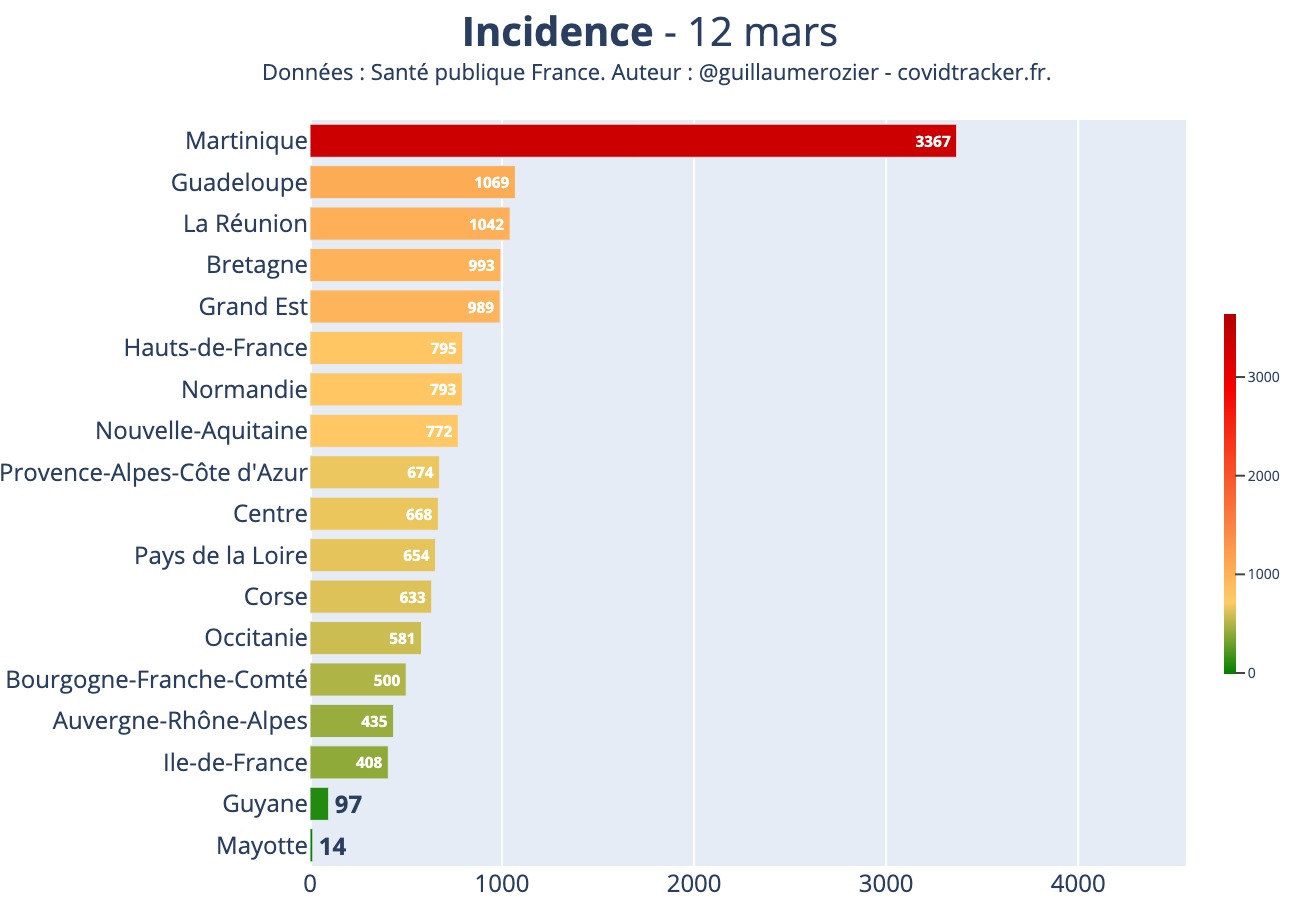 Incidence - 12 mars
Données : Santé publique France. Auteur : @guillaumerozier - covidtracker.fr.
Martinique 3367
Guadeloupe 1069
La Réunion 1042
Bretagne 993
Grand Est 989
Hauts-de-France 795
Normandie 793
Nouvelle-Aquitaine 772
Provence-Alpes-Côte d'Azur 674
Centre 668
Pays de la Loire 654
Corse 633
Occitanie 581
Bourgogne-Franche-Comté 500
Auvergne-Rhône-Alpes 435
Ile-de-France 408
Guyane 97
Mayotte 14
0 1000 2000 3000 4000
3000
2000
1000
0